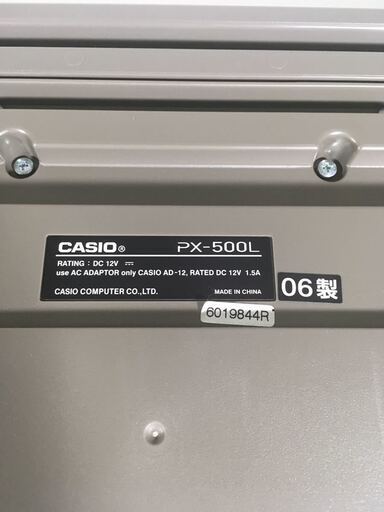 CASIO® PX-500L
RATING : DC 12V ⎓
use AC ADAPTOR only CASIO AD-12, RATED DC 12V 1.5A
CASIO COMPUTER CO.,LTD. MADE IN CHINA
06製
6019844R